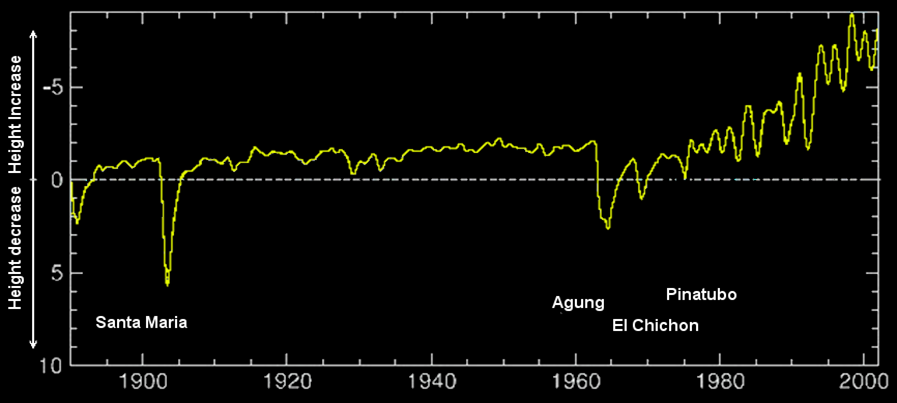 Height Increase
Height decrease
-5
0
5
10
Santa Maria
Agung
El Chichon
Pinatubo
1900
1920
1940
1960
1980
2000